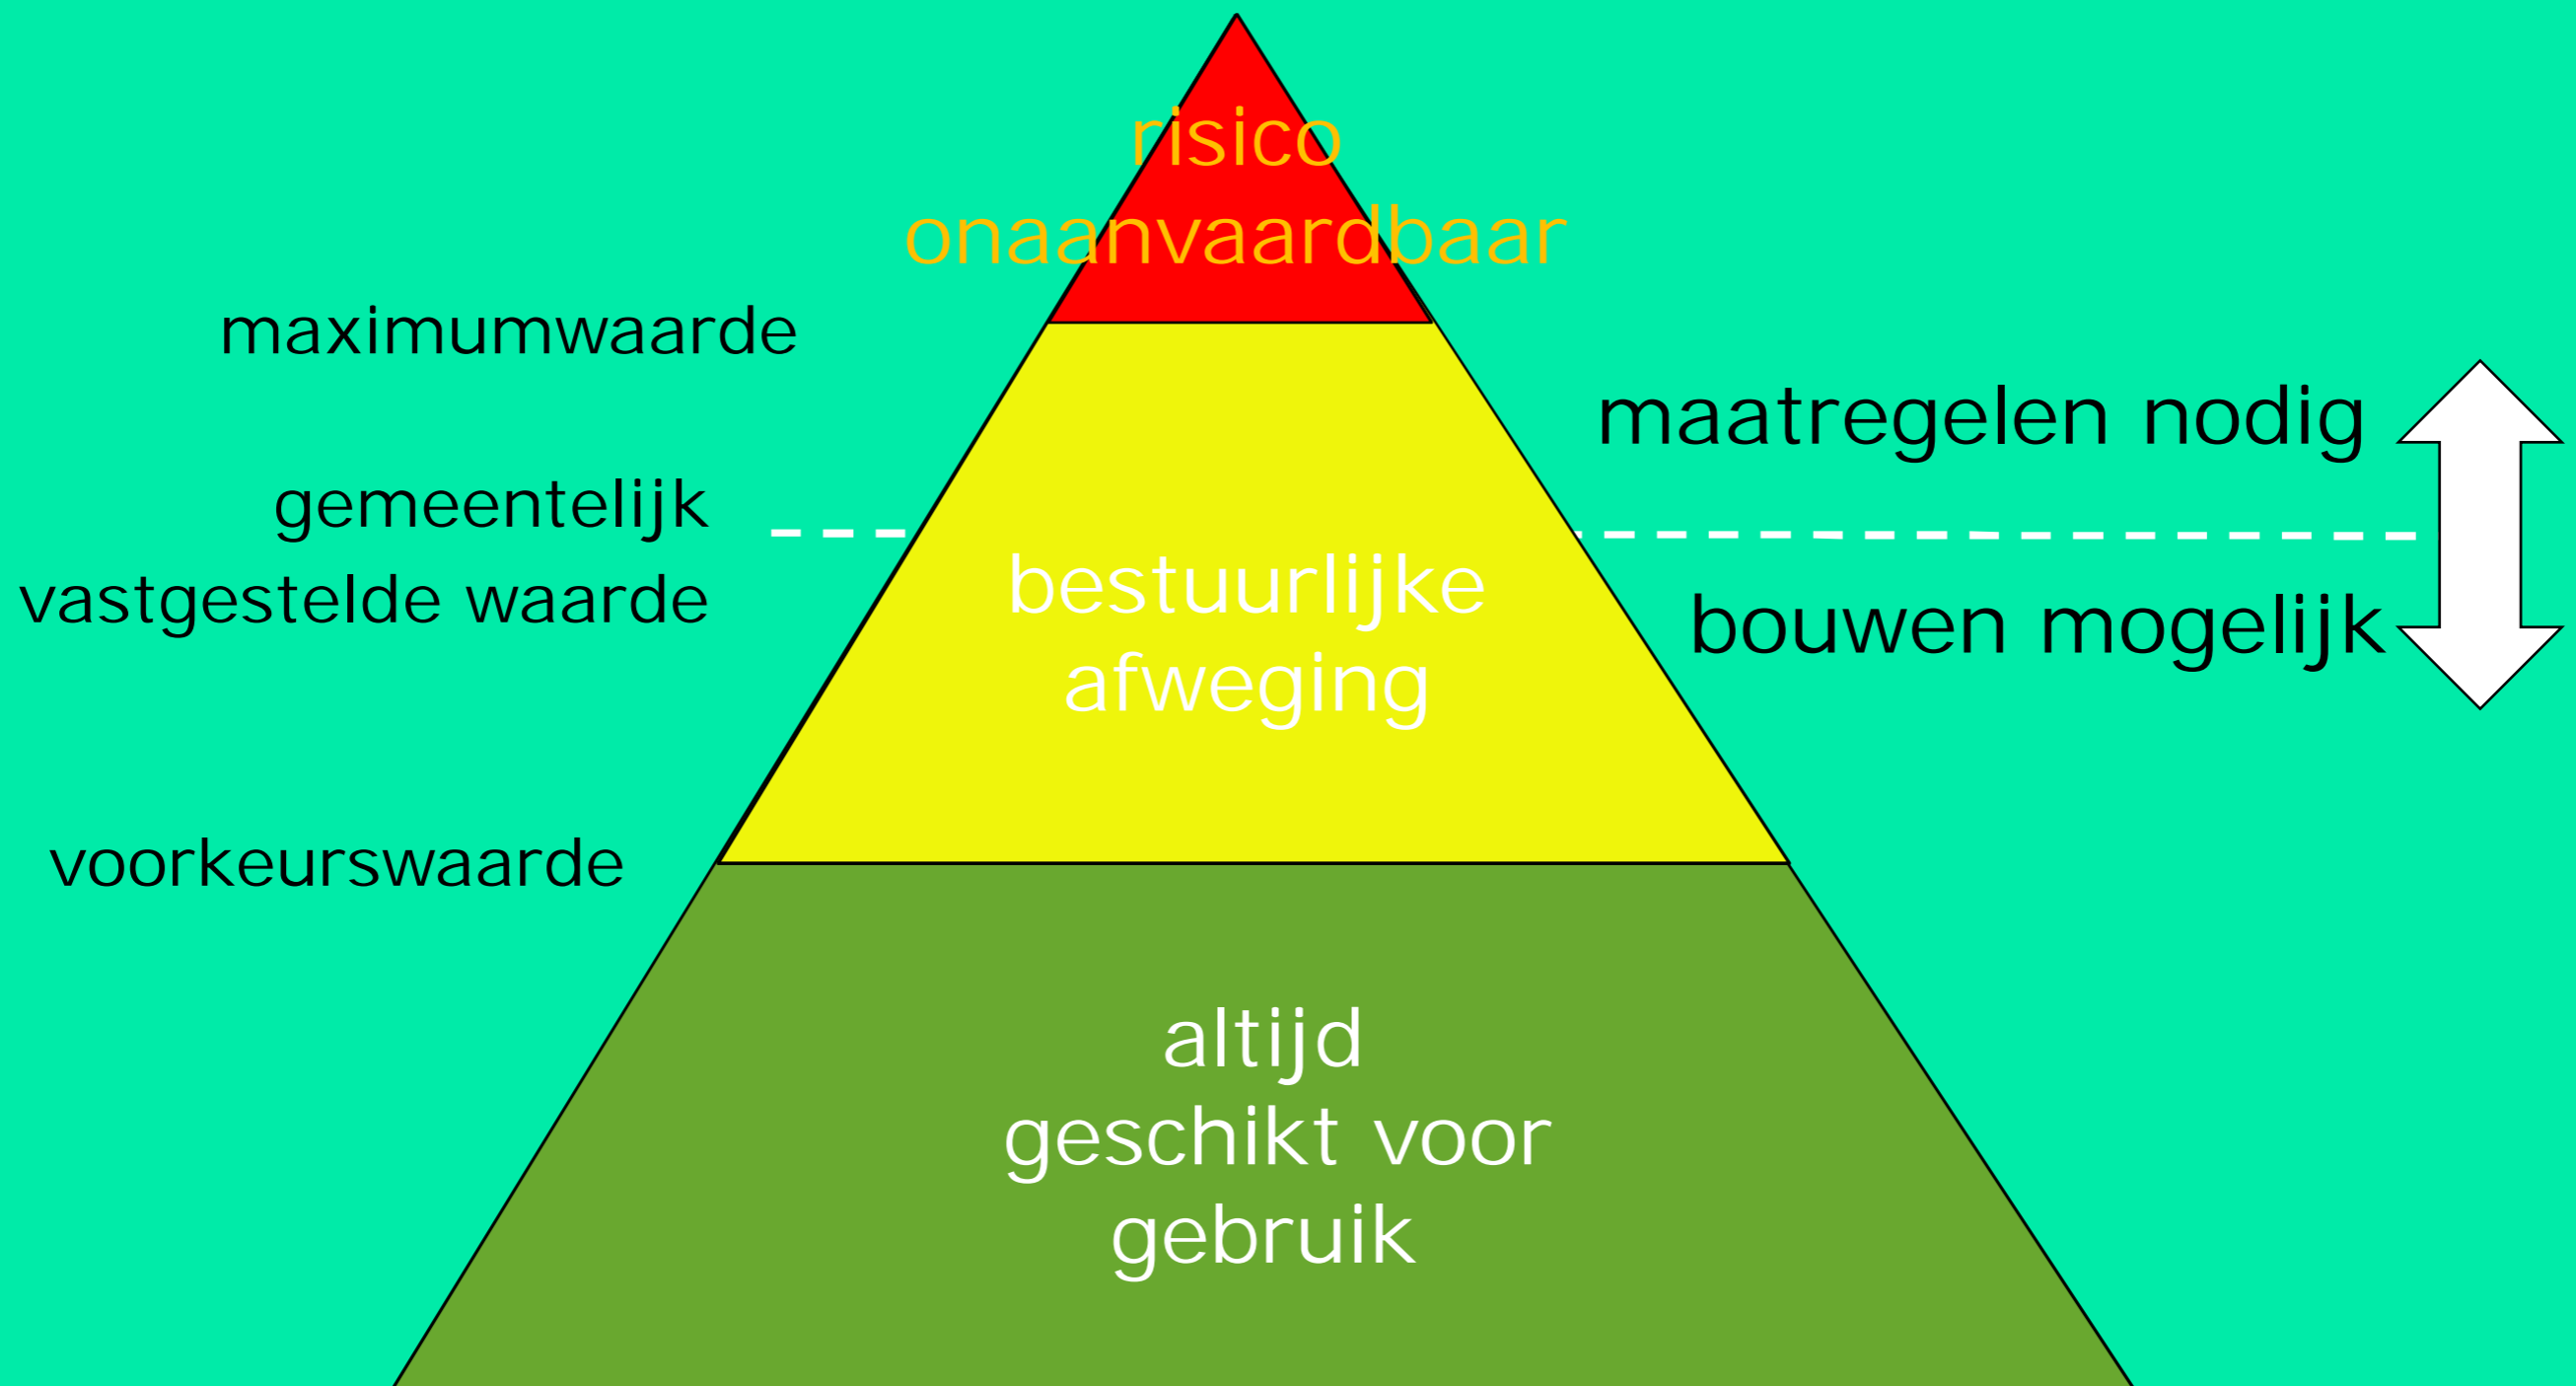 risico
onaanvaardbaar
maximumwaarde
maatregelen nodig
gemeentelijk
vastgestelde waarde
bestuurlijke
afweging
bouwen mogelijk
voorkeurswaarde
altijd
geschikt voor
gebruik